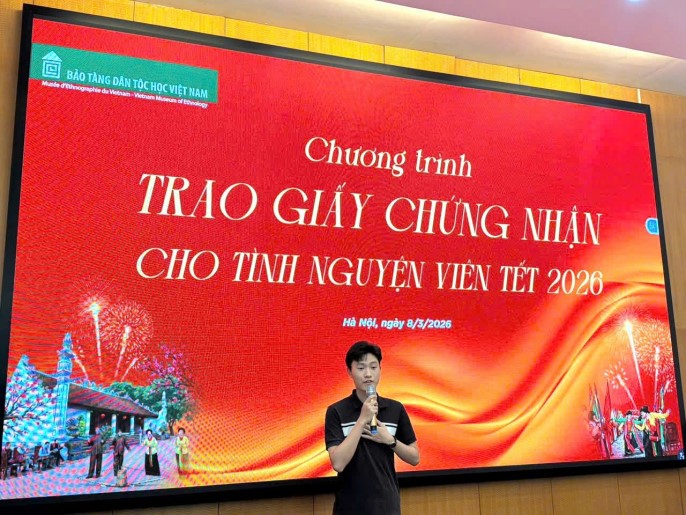 BẢO TÀNG DÂN TỘC HỌC VIỆT NAM
Musée d'Ethnographie du Vietnam - Vietnam Museum of Ethnology
Chương trình
TRAO GIẤY CHỨNG NHẬN
CHO TÌNH NGUYỆN VIÊN TẾT 2026
Hà Nội, ngày 8/3/2026